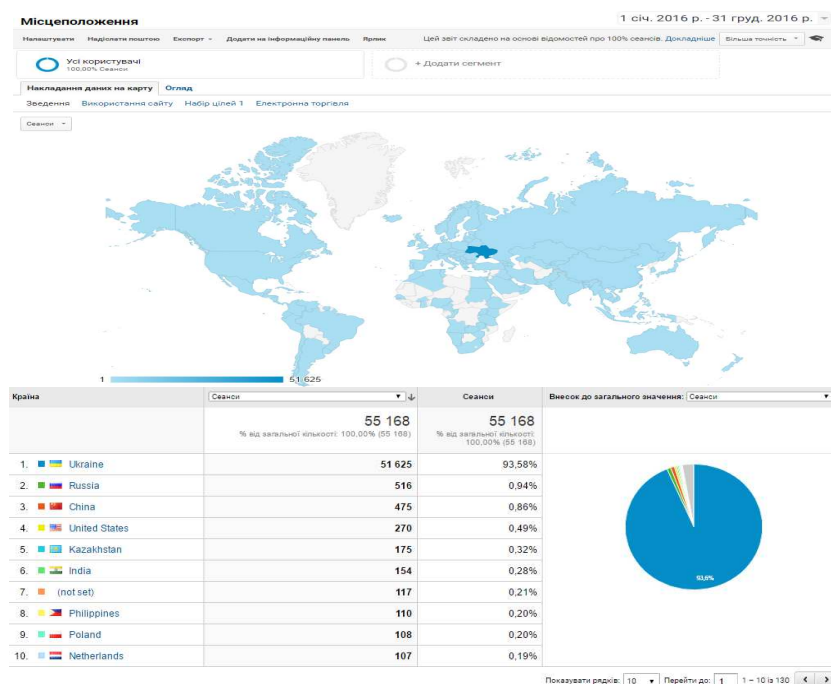 Місцеположення
1 січ. 2016 р. - 31 груд. 2016 р.
Налаштувати Надіслати поштою Експорт Додати на інформаційну панель Ярлик
Цей звіт складено на основі відомостей про 100% сеансів. Докладніше Більша точність
Усі користувачі
100,00% Сеанси
+ Додати сегмент
Накладання даних на карту Огляд
Зведення Використання сайту Набір цілей 1 Електронна торгівля
Сеанси
1 51 625
Країна Сеанси Сеанси Внесок до загального значення: Сеанси
55 168 55 168
% від загальної кількості: 100,00% (55 168) % від загальної кількості: 100,00% (55 168)
1. Ukraine 51 625 93,58%
2. Russia 516 0,94%
3. China 475 0,86%
4. United States 270 0,49%
5. Kazakhstan 175 0,32%
6. India 154 0,28%
7. (not set) 117 0,21%
8. Philippines 110 0,20%
9. Poland 108 0,20%
10. Netherlands 107 0,19%
93,6%
Показувати рядків: 10 Перейти до: 1 1 – 10 із 130